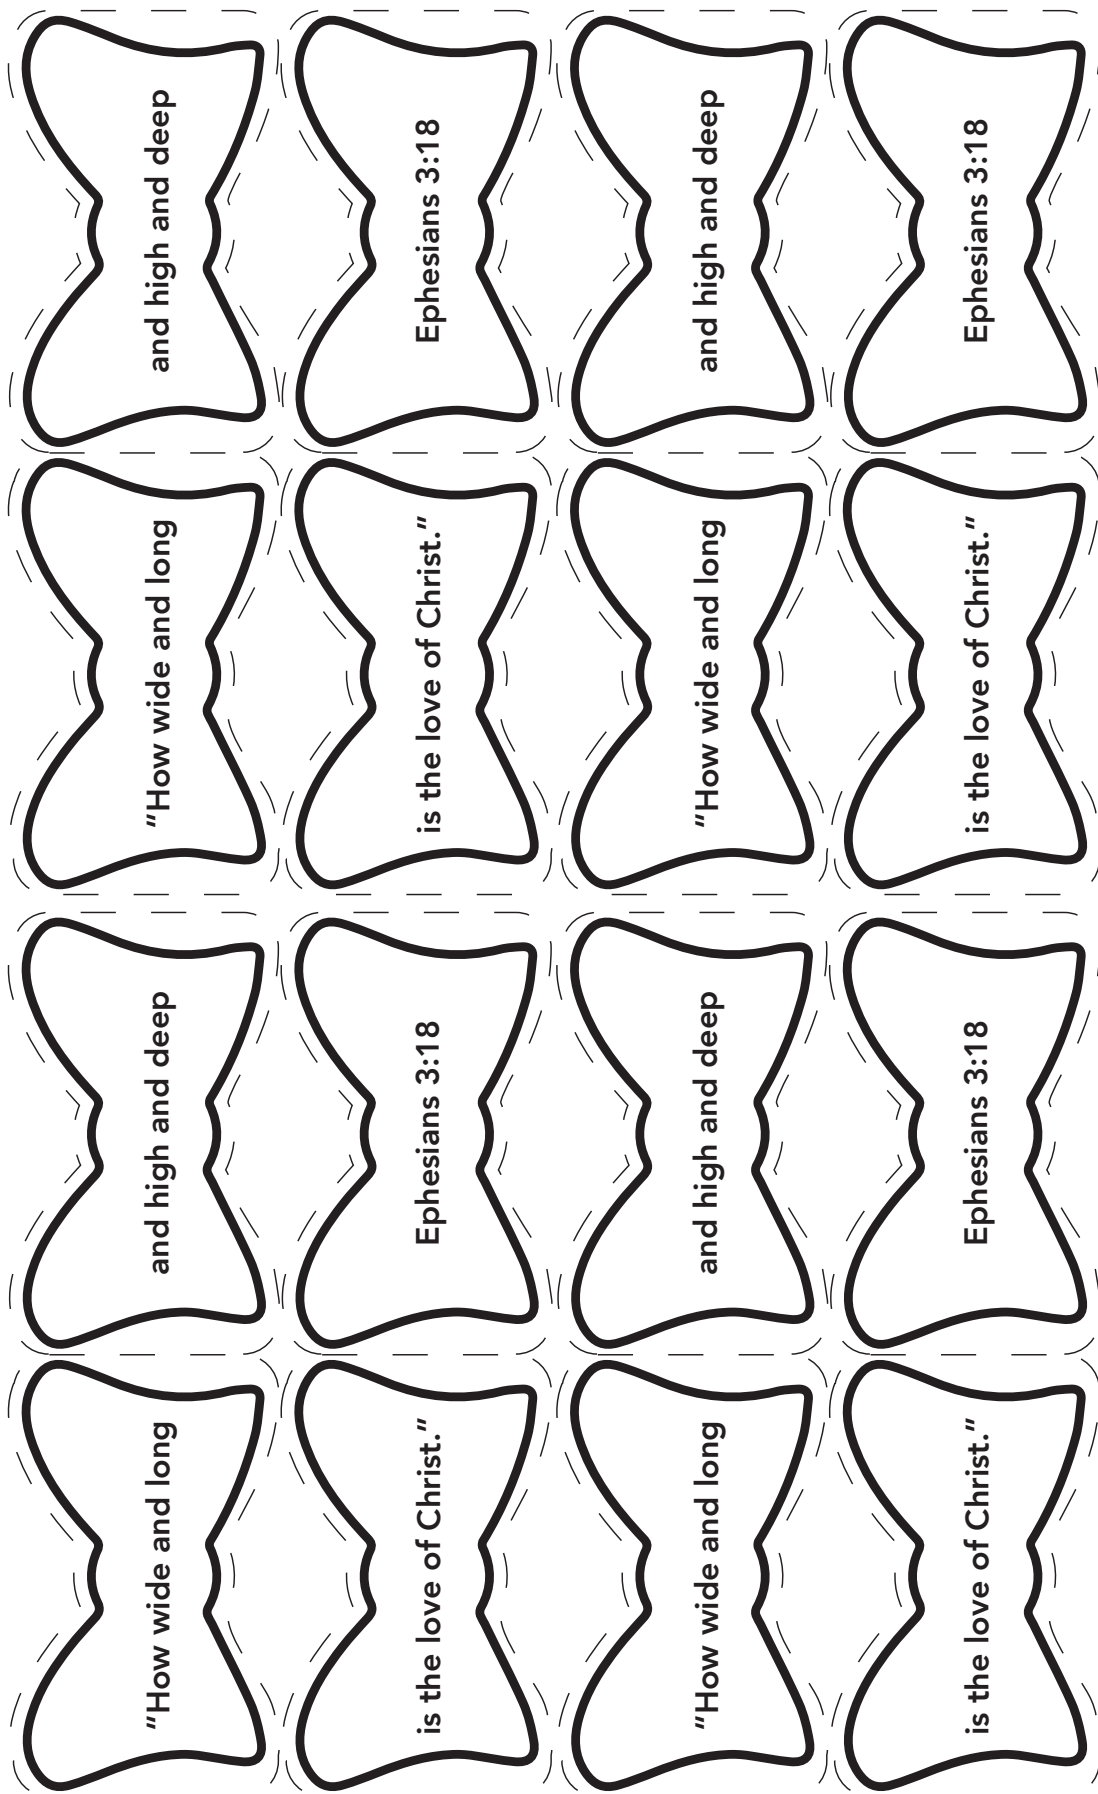 “How wide and long
and high and deep
“How wide and long
and high and deep
is the love of Christ.”
Ephesians 3:18
is the love of Christ.”
Ephesians 3:18
“How wide and long
and high and deep
“How wide and long
and high and deep
is the love of Christ.”
Ephesians 3:18
is the love of Christ.”
Ephesians 3:18